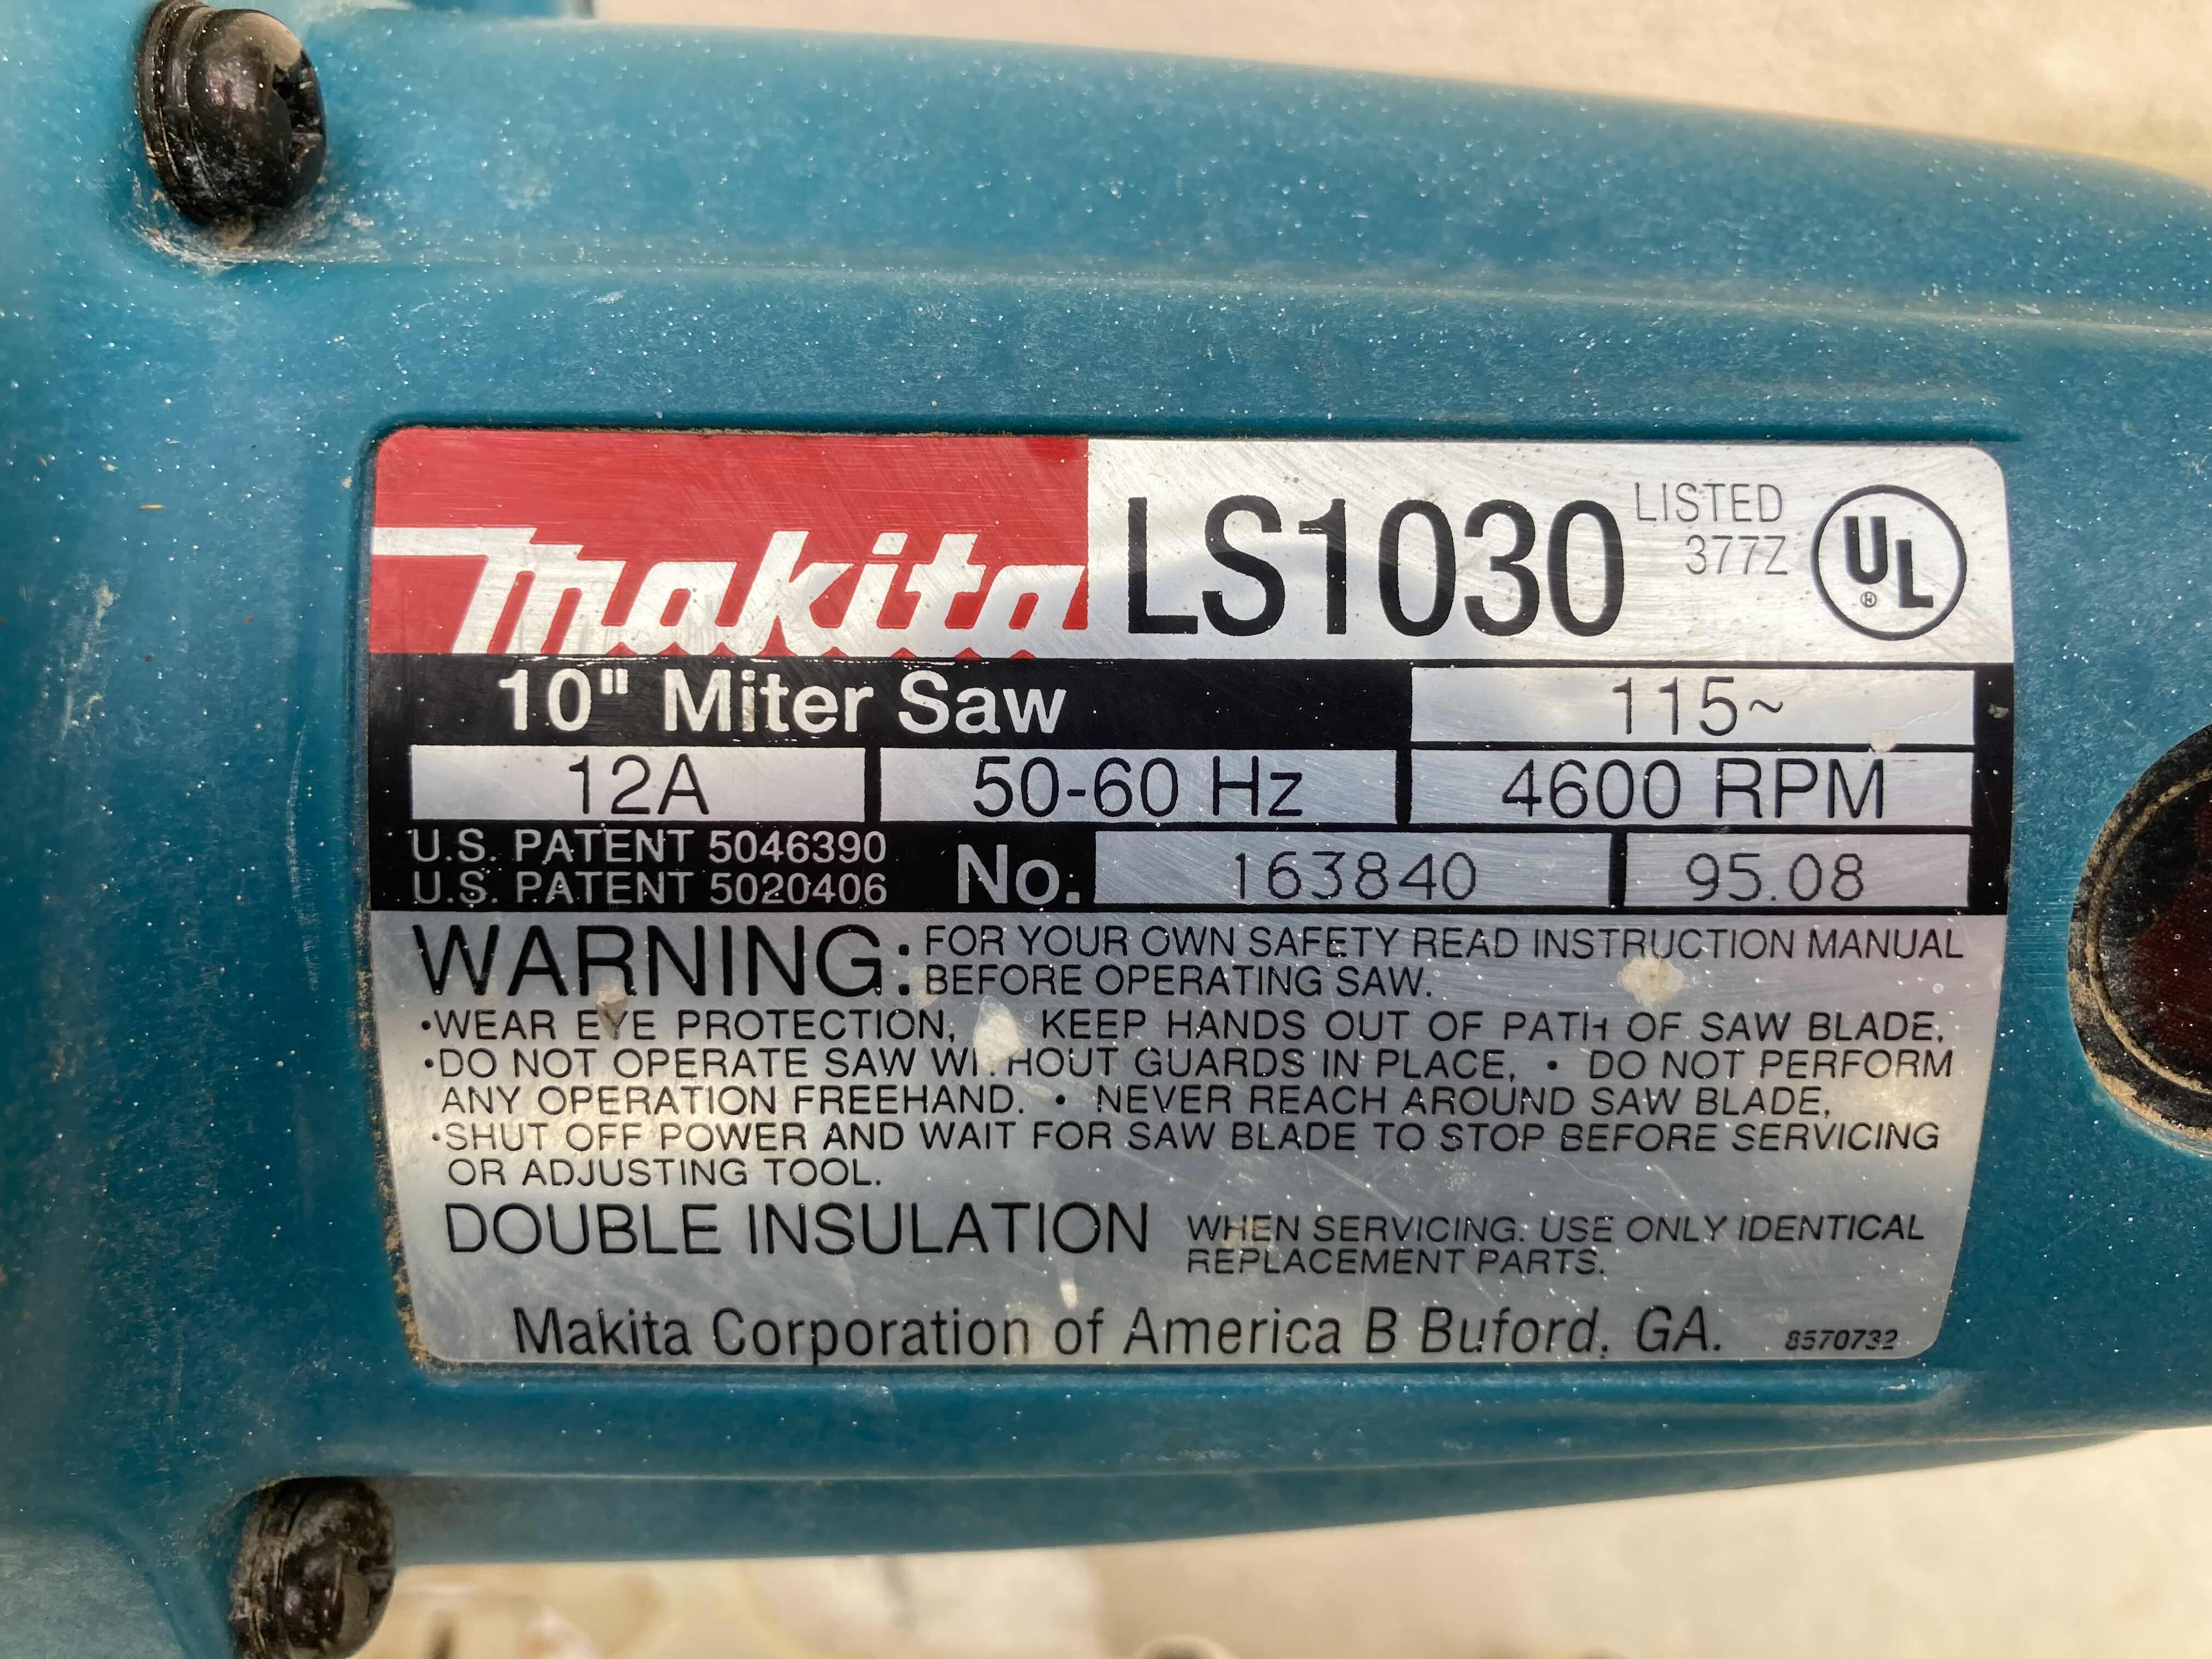 makita LS1030 LISTED 377Z UL
10" Miter Saw 115~
12A 50-60 Hz 4600 RPM
U.S. PATENT 5046390
U.S. PATENT 5020406
No. 163840 95.08
WARNING: FOR YOUR OWN SAFETY READ INSTRUCTION MANUAL
BEFORE OPERATING SAW.
•WEAR EYE PROTECTION, KEEP HANDS OUT OF PATH OF SAW BLADE,
•DO NOT OPERATE SAW WITHOUT GUARDS IN PLACE, • DO NOT PERFORM
ANY OPERATION FREEHAND. • NEVER REACH AROUND SAW BLADE,
•SHUT OFF POWER AND WAIT FOR SAW BLADE TO STOP BEFORE SERVICING
OR ADJUSTING TOOL.
DOUBLE INSULATION WHEN SERVICING: USE ONLY IDENTICAL
REPLACEMENT PARTS.
Makita Corporation of America B Buford, GA. 8570732